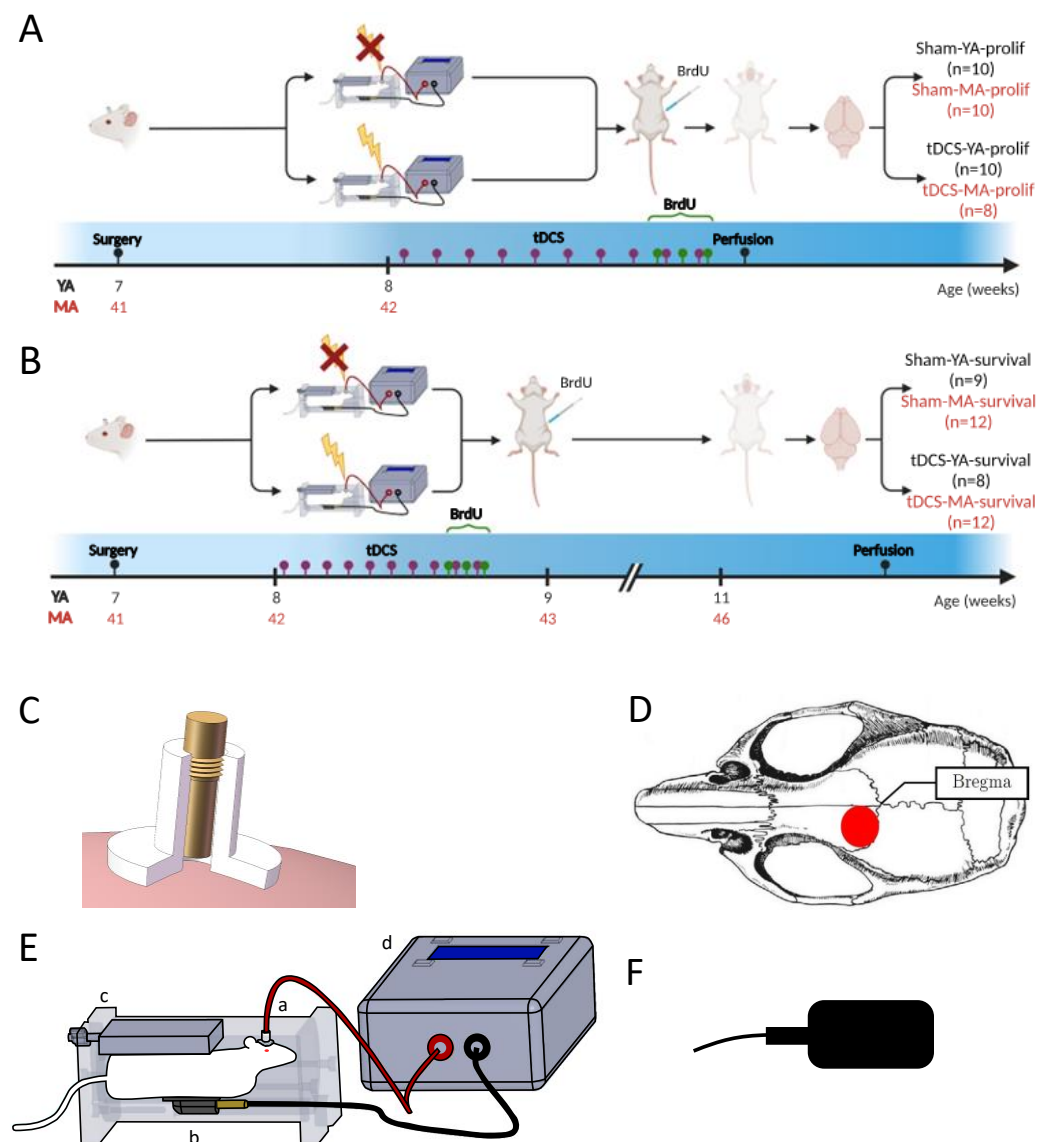 A
BrdU
Sham-YA-prolif
(n=10)
Sham-MA-prolif
(n=10)
tDCS-YA-prolif
(n=10)
tDCS-MA-prolif
(n=8)
BrdU
Surgery
tDCS
Perfusion
YA 7 8 Age (weeks)
MA 41 42
B
BrdU
Sham-YA-survival
(n=9)
Sham-MA-survival
(n=12)
tDCS-YA-survival
(n=8)
tDCS-MA-survival
(n=12)
BrdU
Surgery
tDCS
Perfusion
YA 7 8 9 11 Age (weeks)
MA 41 42 43 46
C
D
Bregma
E
d
c
a
b
F